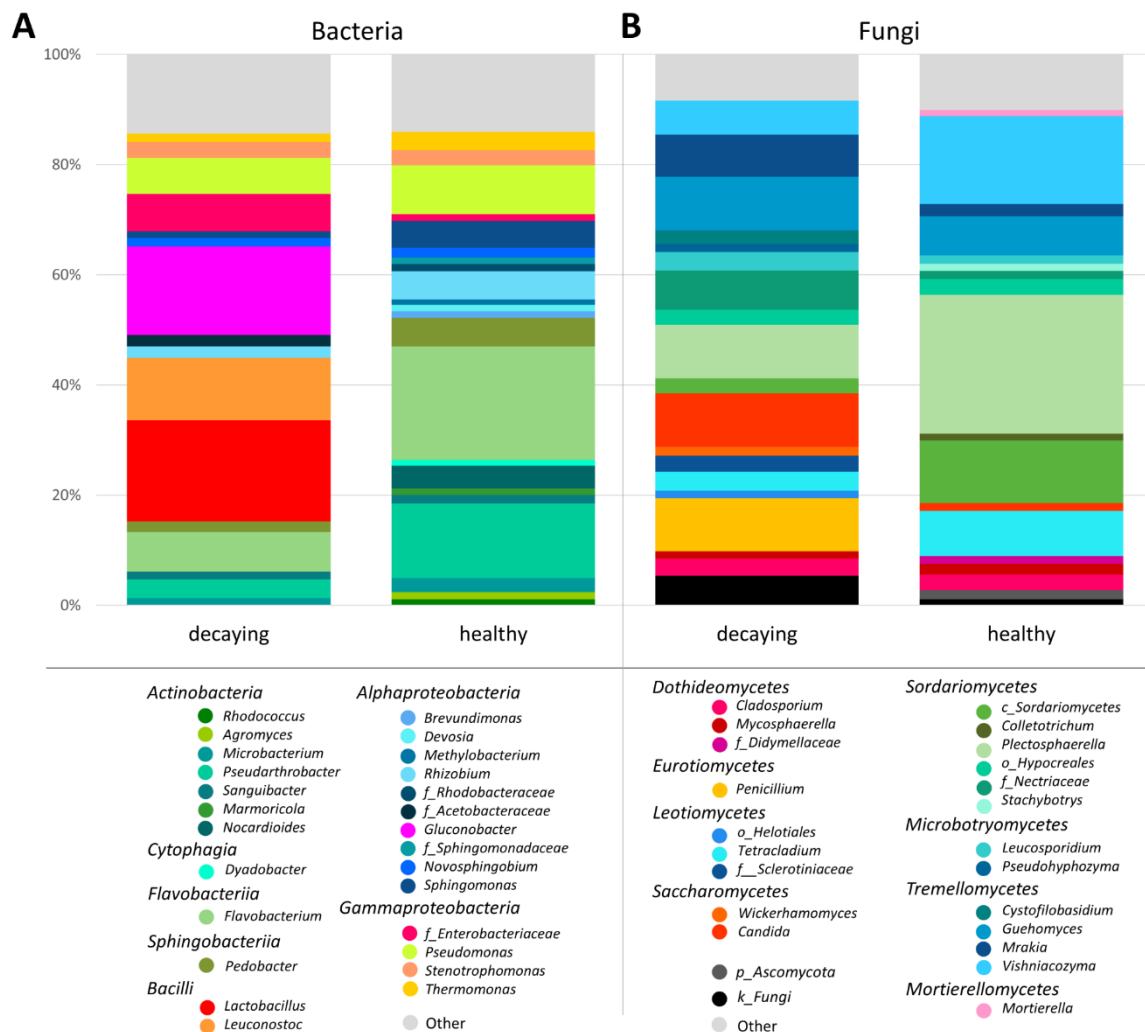 A
Bacteria
B
Fungi
100%
80%
60%
40%
20%
0%
decaying
healthy
decaying
healthy
Actinobacteria
Rhodococcus
Agromyces
Microbacterium
Pseudarthrobacter
Sanguibacter
Marmoricola
Nocardioides
Cytophagia
Dyadobacter
Flavobacteriia
Flavobacterium
Sphingobacteriia
Pedobacter
Bacilli
Lactobacillus
Leuconostoc
Alphaproteobacteria
Brevundimonas
Devosia
Methylobacterium
Rhizobium
f_Rhodobacteraceae
f_Acetobacteraceae
Gluconobacter
f_Sphingomonadaceae
Novosphingobium
Sphingomonas
Gammaproteobacteria
f_Enterobacteriaceae
Pseudomonas
Stenotrophomonas
Thermomonas
Other
Dothideomycetes
Cladosporium
Mycosphaerella
f_Didymellaceae
Eurotiomycetes
Penicillium
Leotiomycetes
o_Helotiales
Tetracladium
f__Sclerotiniaceae
Saccharomycetes
Wickerhamomyces
Candida
p_Ascomycota
k_Fungi
Other
Sordariomycetes
c_Sordariomycetes
Colletotrichum
Plectosphaerella
o_Hypocreales
f_Nectriaceae
Stachybotrys
Microbotryomycetes
Leucosporidium
Pseudohyphozyma
Tremellomycetes
Cystofilobasidium
Guehomyces
Mrakia
Vishniacozyma
Mortierellomycetes
Mortierella